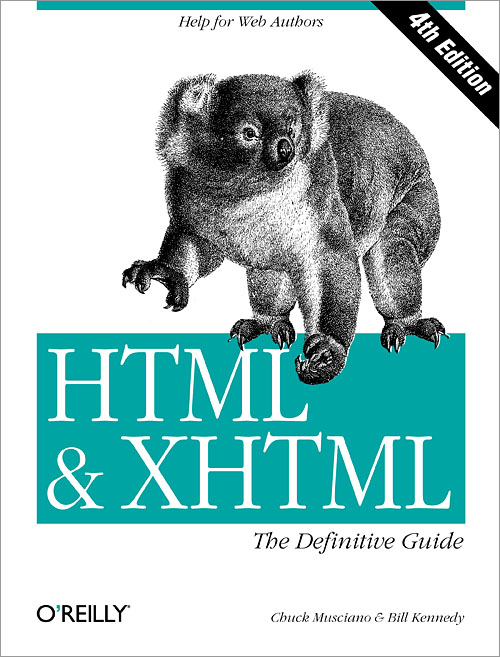 Help for Web Authors
4th Edition
HTML
& XHTML
The Definitive Guide
O'REILLY®
Chuck Musciano & Bill Kennedy